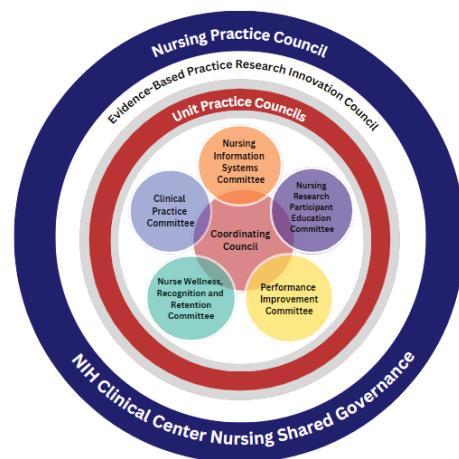 Nursing Practice Council
Evidence-Based Practice Research Innovation Council
Unit Practice Councils
Nursing
Information
Systems
Committee
Clinical
Practice
Committee
Nursing
Research
Participant
Education
Committee
Coordinating
Council
Nurse Wellness,
Recognition and
Retention
Committee
Performance
Improvement
Committee
NIH Clinical Center Nursing Shared Governance